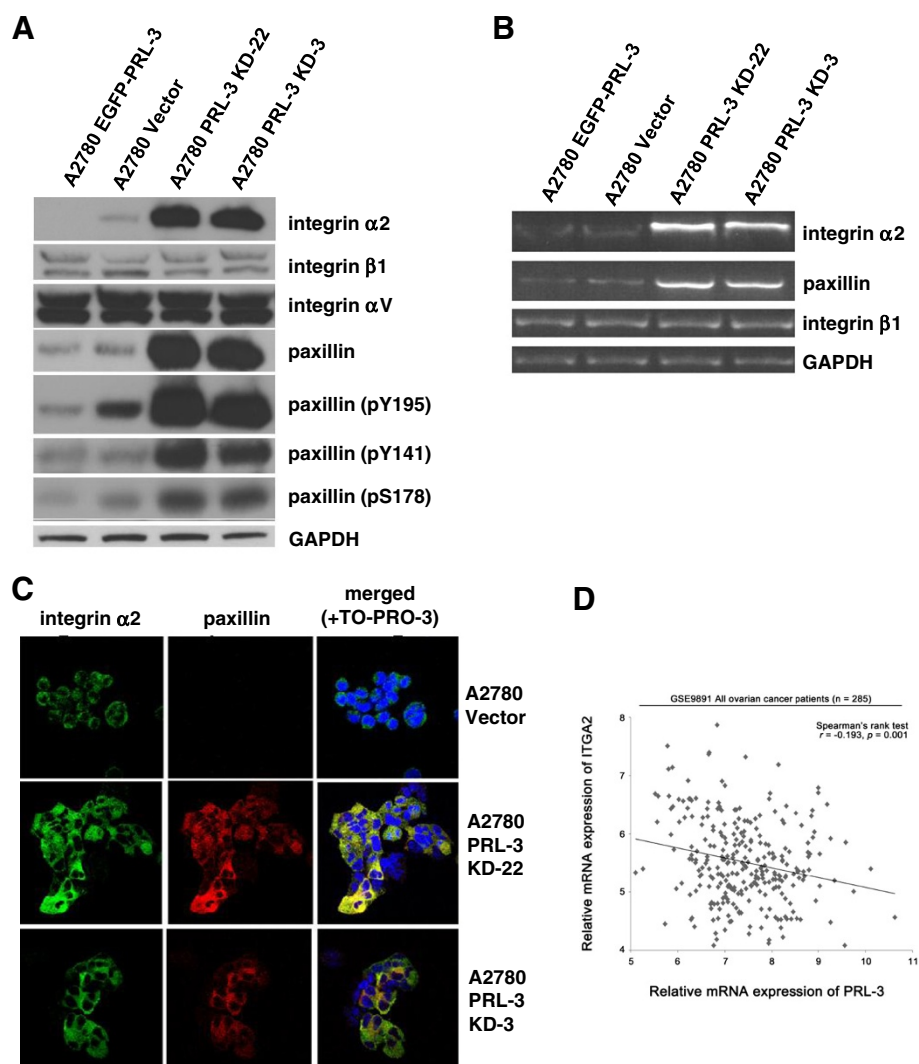 A
A2780 EGFP-PRL-3
A2780 Vector
A2780 PRL-3 KD-22
A2780 PRL-3 KD-3
integrin α2
integrin β1
integrin αV
paxillin
paxillin (pY195)
paxillin (pY141)
paxillin (pS178)
GAPDH
B
A2780 EGFP-PRL-3
A2780 Vector
A2780 PRL-3 KD-22
A2780 PRL-3 KD-3
integrin α2
paxillin
integrin β1
GAPDH
C
integrin α2
paxillin
merged
(+TO-PRO-3)
A2780
Vector
A2780
PRL-3
KD-22
A2780
PRL-3
KD-3
D
GSE9891 All ovarian cancer patients (n = 285)
Spearman's rank test
r = -0.193, p = 0.001
Relative mRNA expression of ITGA2
8
7
6
5
4
5 6 7 8 9 10 11
Relative mRNA expression of PRL-3